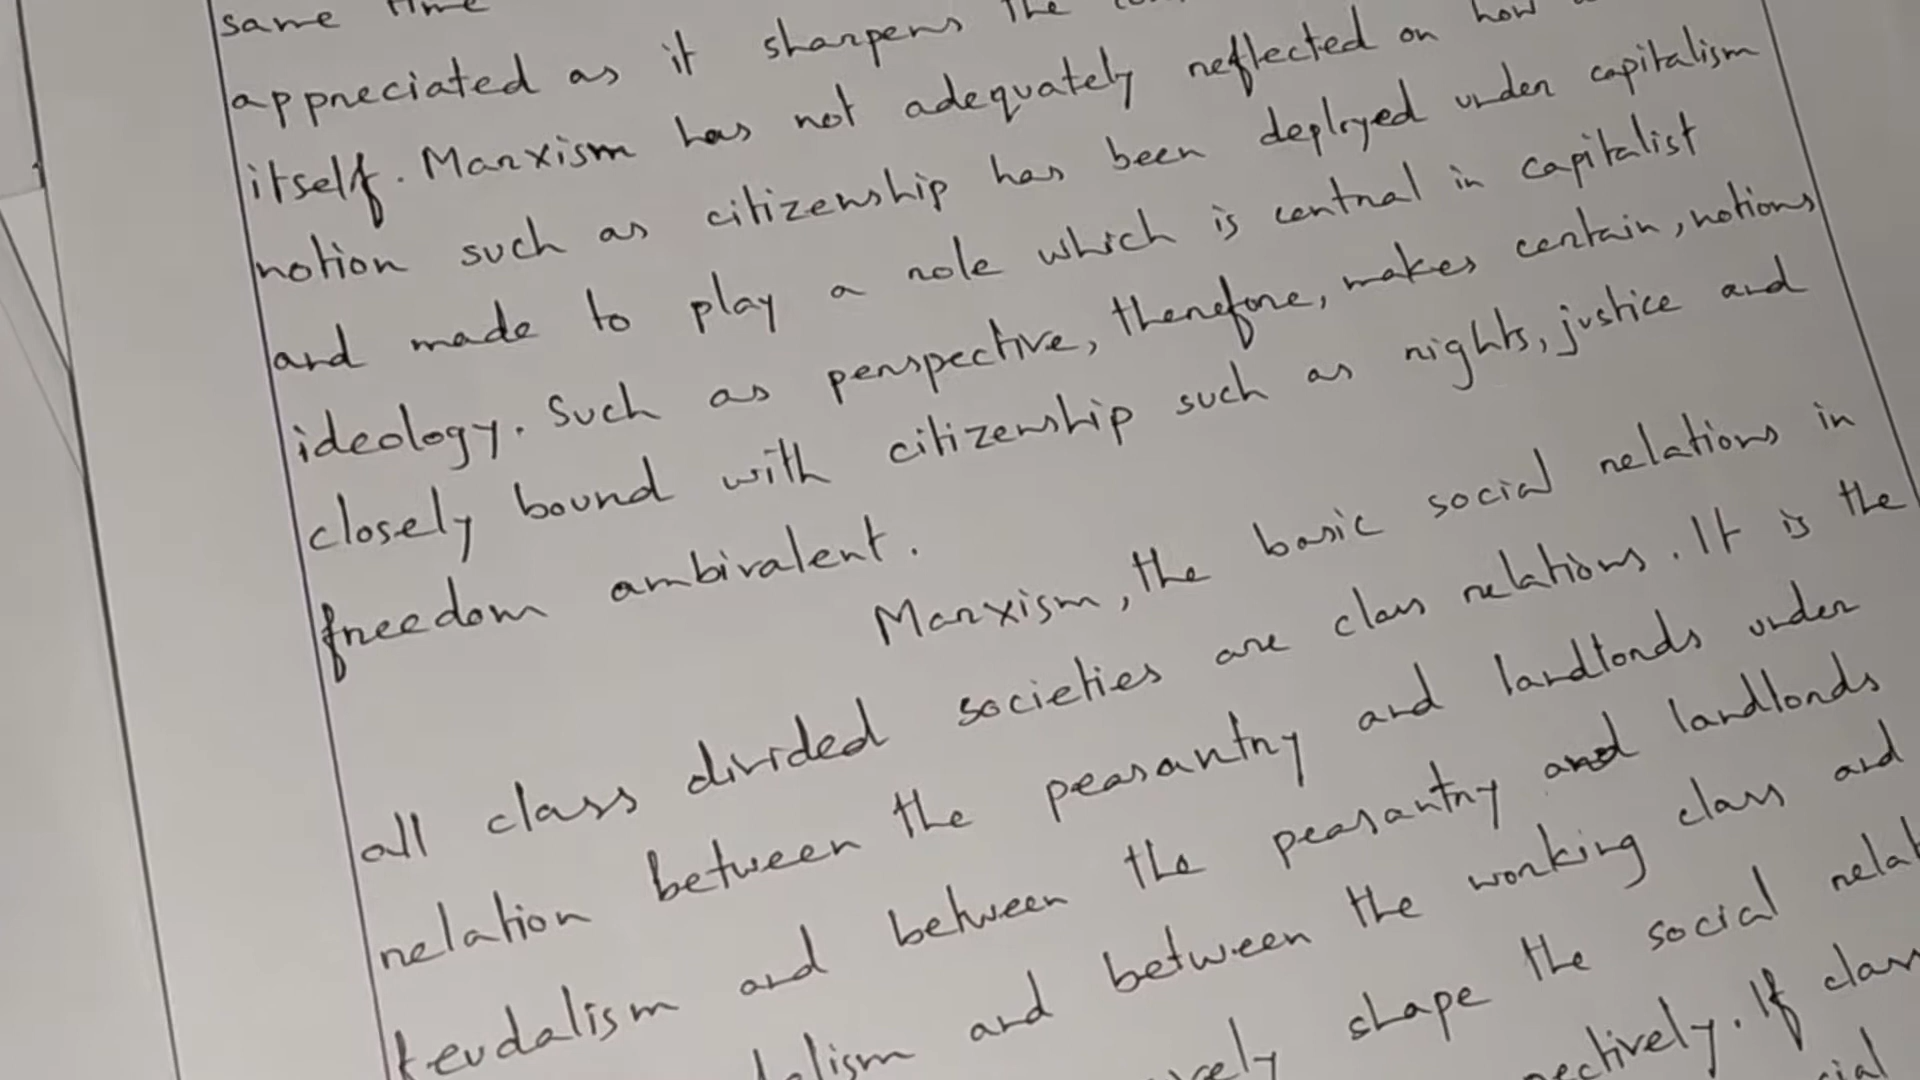 same time
appreciated as it sharpens the
itself. Marxism has not adequately reflected on how
notion such as citizenship has been deployed under capitalism
and made to play a role which is central in capitalist
ideology. Such as perspective, therefore, makes certain, notions
closely bound with citizenship such as rights, justice and
freedom ambivalent.
Marxism, the basic social relations in
all class divided societies are class relations. It is the
relation between the peasantry and landlords under
feudalism and between the peasantry and landlords
and between the working class and
shape the social
If class